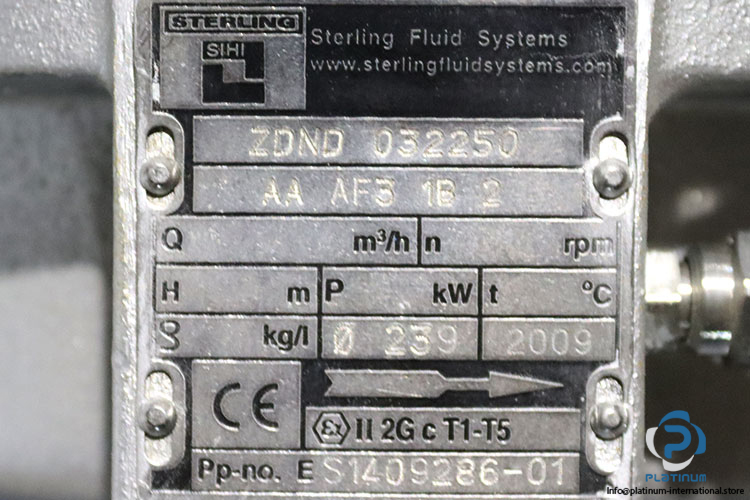 STERLING
SIHI
Sterling Fluid Systems
www.sterlingfluidsystems.com
ZDND 032250
AA AF3 1B 2
Q m³/h n rpm
H m P kW t °C
ϱ kg/l Ø 239 2009
CE
Ex II 2G c T1-T5
Pp-no. E S1409286-01
PLATINUM
Info@platinum-international.store